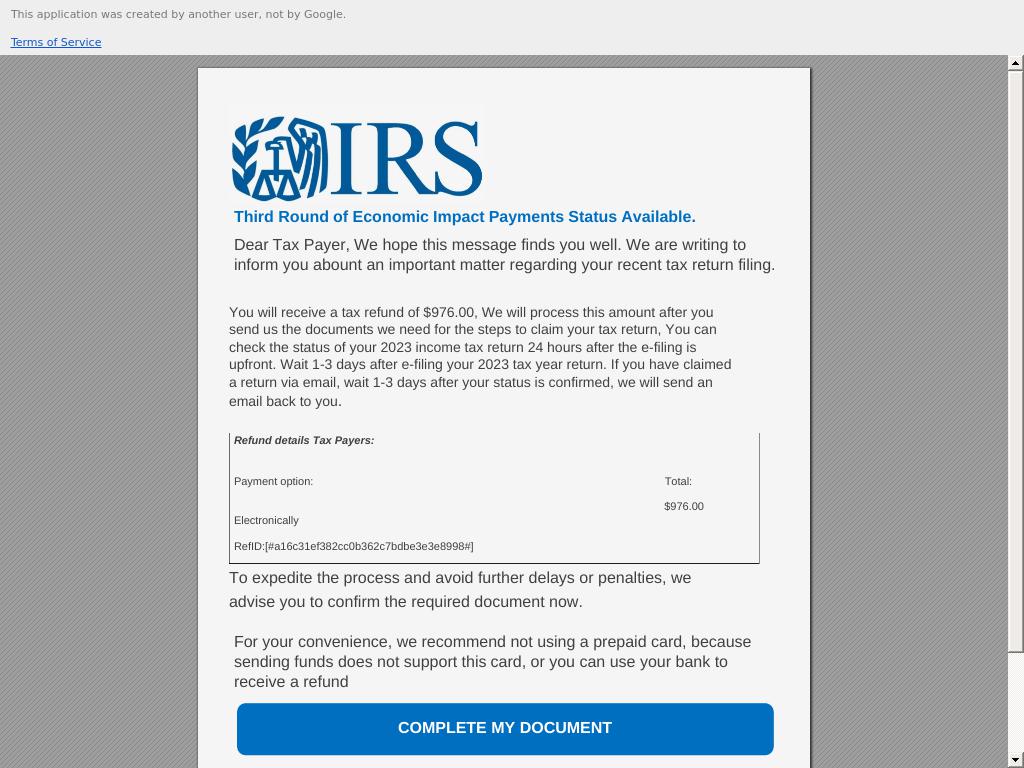 This application was created by another user, not by Google.
Terms of Service
IRS
Third Round of Economic Impact Payments Status Available.
Dear Tax Payer, We hope this message finds you well. We are writing to
inform you abount an important matter regarding your recent tax return filing.
You will receive a tax refund of $976.00, We will process this amount after you
send us the documents we need for the steps to claim your tax return, You can
check the status of your 2023 income tax return 24 hours after the e-filing is
upfront. Wait 1-3 days after e-filing your 2023 tax year return. If you have claimed
a return via email, wait 1-3 days after your status is confirmed, we will send an
email back to you.
Refund details Tax Payers:
Payment option:
Total:
$976.00
Electronically
RefID:[#a16c31ef382cc0b362c7bdbe3e3e8998#]
To expedite the process and avoid further delays or penalties, we
advise you to confirm the required document now.
For your convenience, we recommend not using a prepaid card, because
sending funds does not support this card, or you can use your bank to
receive a refund
COMPLETE MY DOCUMENT